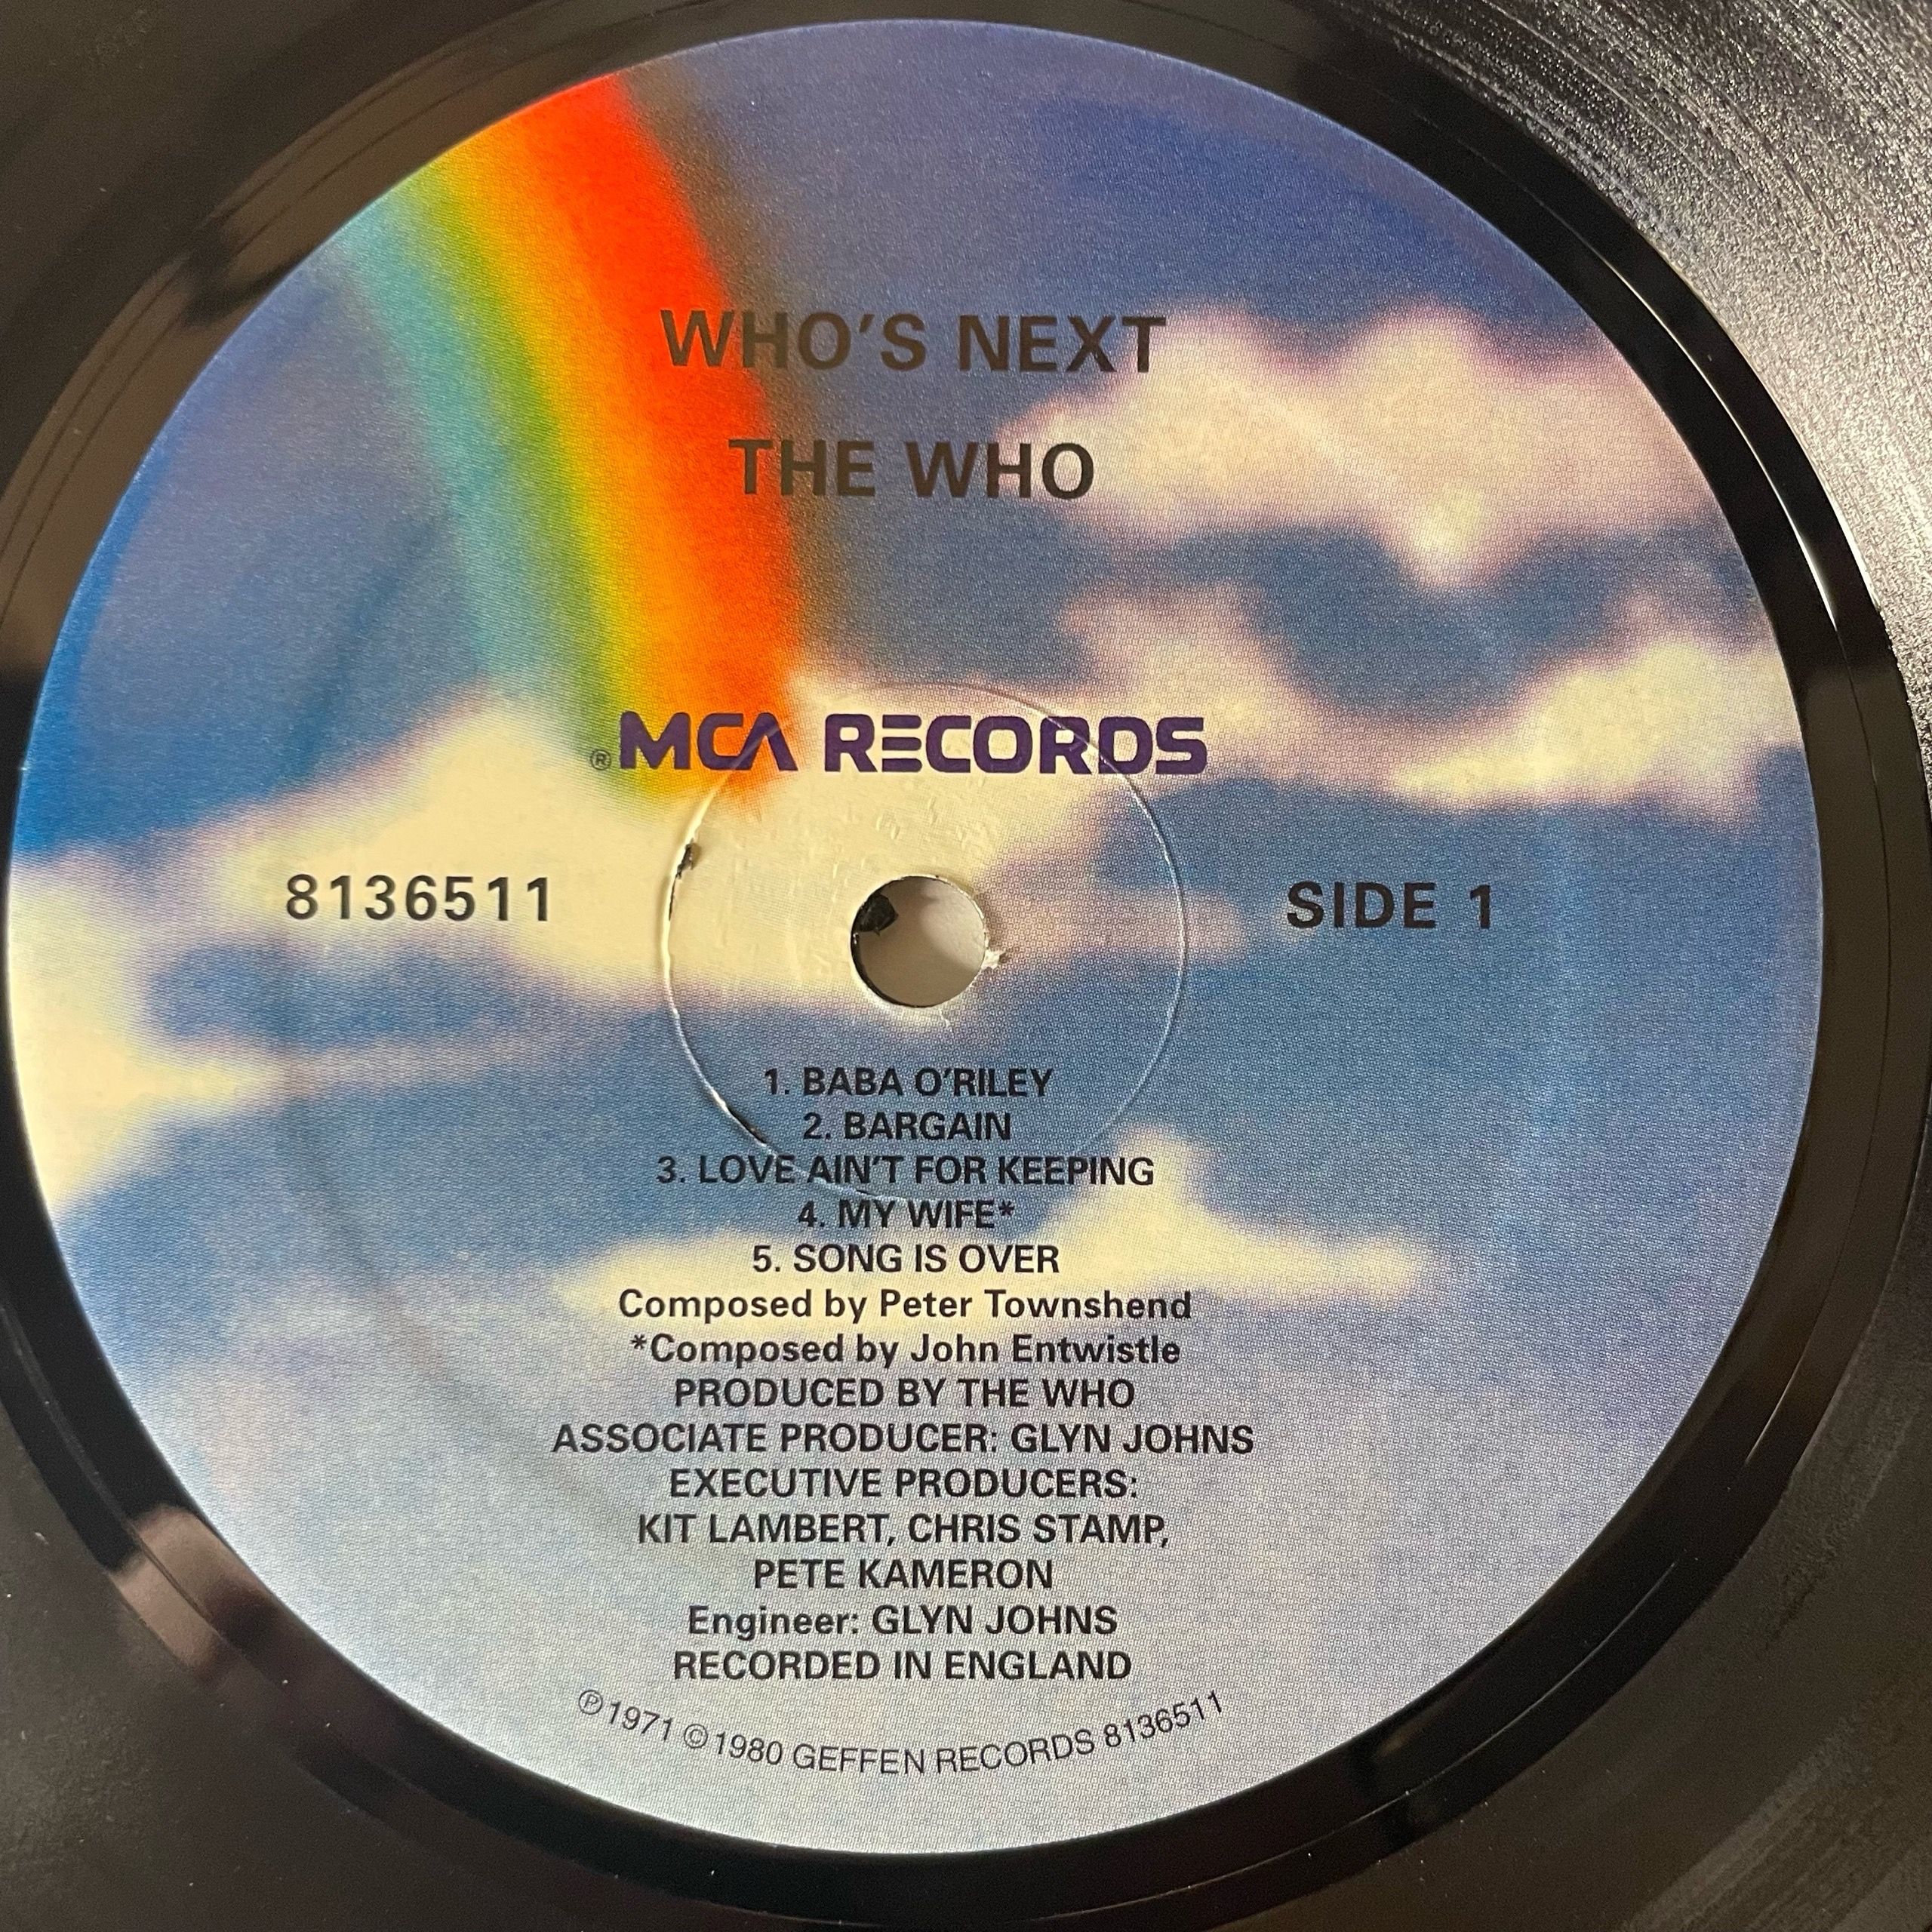 WHO'S NEXT
THE WHO
® MCA RECORDS
8136511
SIDE 1
1. BABA O'RILEY
2. BARGAIN
3. LOVE AIN'T FOR KEEPING
4. MY WIFE*
5. SONG IS OVER
Composed by Peter Townshend
*Composed by John Entwistle
PRODUCED BY THE WHO
ASSOCIATE PRODUCER: GLYN JOHNS
EXECUTIVE PRODUCERS:
KIT LAMBERT, CHRIS STAMP,
PETE KAMERON
Engineer: GLYN JOHNS
RECORDED IN ENGLAND
℗1971 ©1980 GEFFEN RECORDS 8136511